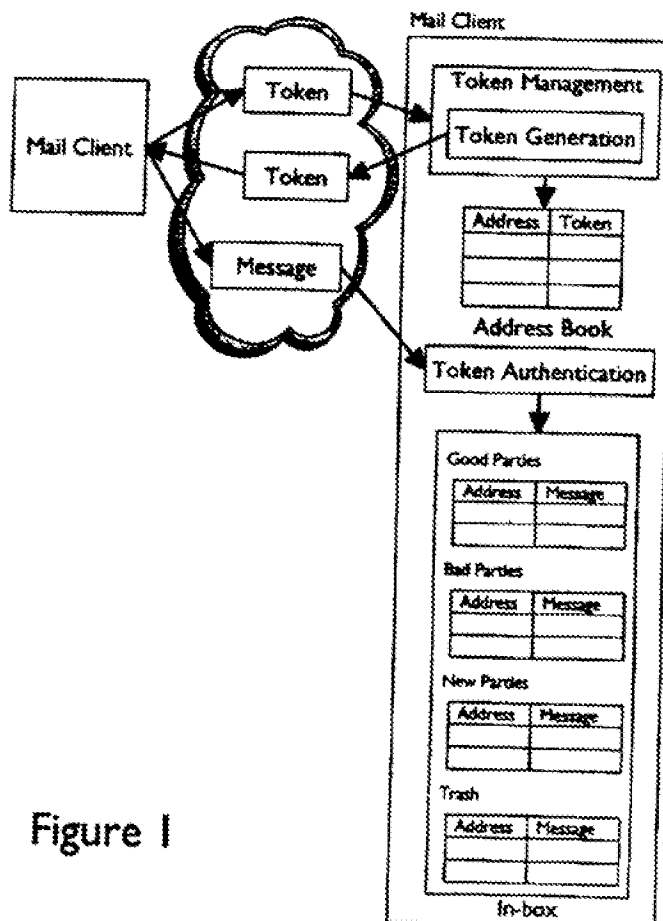 Mail Client
Mail Client
Token
Token
Message
Token Management
Token Generation
Address Token
Address Book
Token Authentication
Good Parties
Address Message
Bad Parties
Address Message
New Parties
Address Message
Trash
Address Message
In-box
Figure 1